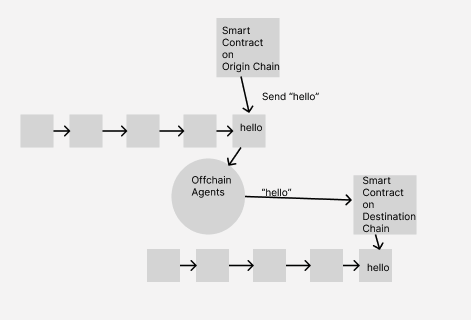 Smart
Contract
on
Origin Chain
Send “hello”
hello
Offchain
Agents
“hello”
Smart
Contract
on
Destination
Chain
hello